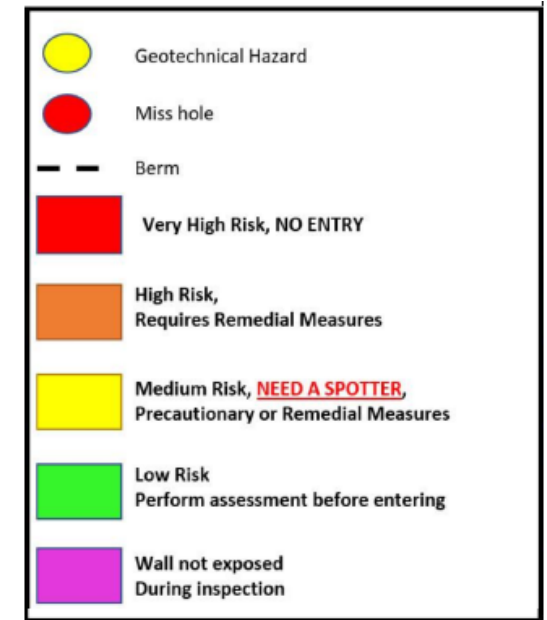 Geotechnical Hazard
Miss hole
Berm
Very High Risk, NO ENTRY
High Risk,
Requires Remedial Measures
Medium Risk, NEED A SPOTTER,
Precautionary or Remedial Measures
Low Risk
Perform assessment before entering
Wall not exposed
During inspection